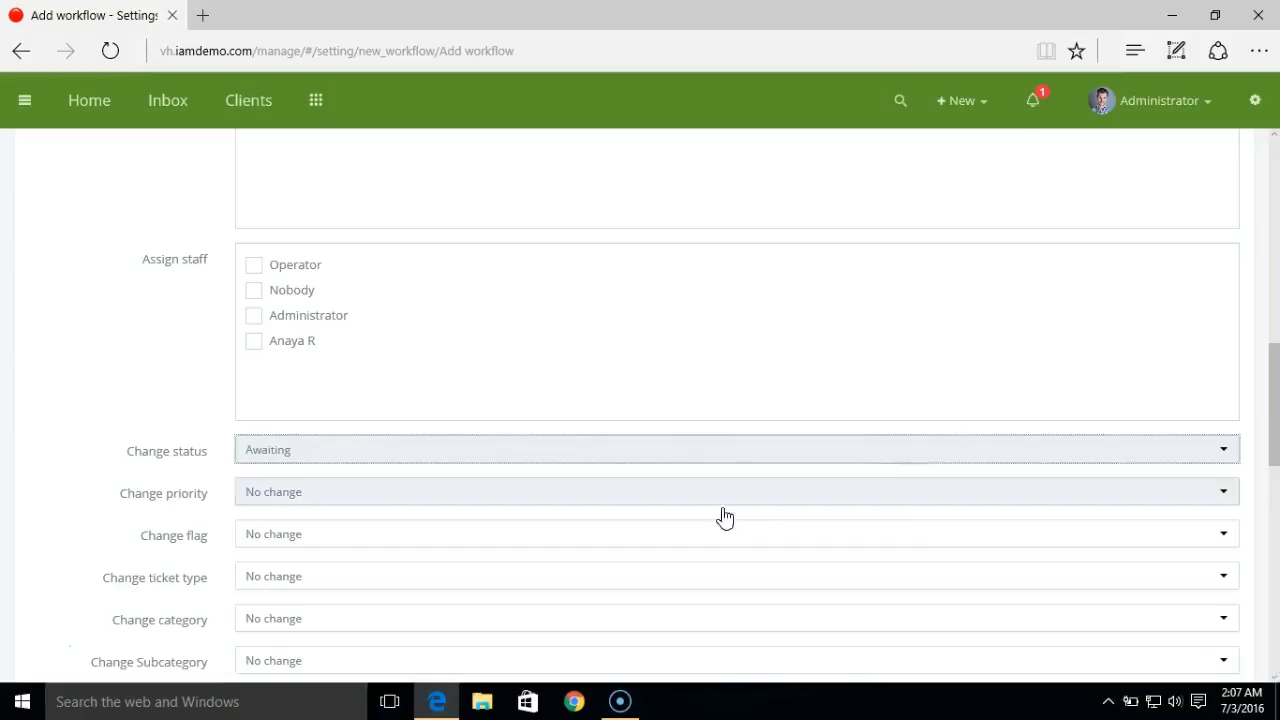 Add workflow - Settings
vh.iamdemo.com/manage/#/setting/new_workflow/Add workflow
Home Inbox Clients + New 1 Administrator
Assign staff
Operator
Nobody
Administrator
Anaya R
Change status Awaiting
Change priority No change
Change flag No change
Change ticket type No change
Change category No change
Change Subcategory No change
Search the web and Windows
2:07 AM
7/3/2016